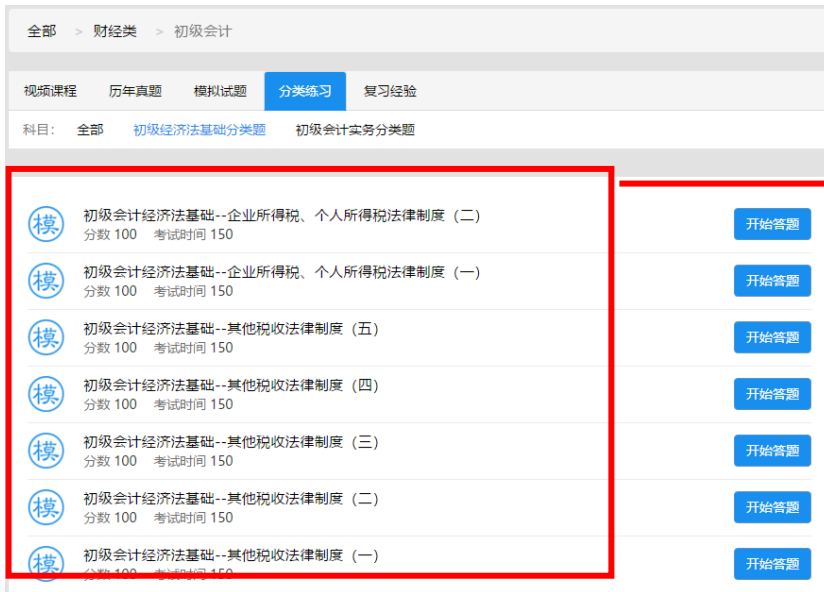 全部 > 财经类 > 初级会计
视频课程 历年真题 模拟试题 分类练习 复习经验
科目: 全部 初级经济法基础分类题 初级会计实务分类题
模 初级会计经济法基础--企业所得税、个人所得税法律制度（二） 开始答题
分数 100 考试时间 150
模 初级会计经济法基础--企业所得税、个人所得税法律制度（一） 开始答题
分数 100 考试时间 150
模 初级会计经济法基础--其他税收法律制度（五） 开始答题
分数 100 考试时间 150
模 初级会计经济法基础--其他税收法律制度（四） 开始答题
分数 100 考试时间 150
模 初级会计经济法基础--其他税收法律制度（三） 开始答题
分数 100 考试时间 150
模 初级会计经济法基础--其他税收法律制度（二） 开始答题
分数 100 考试时间 150
模 初级会计经济法基础--其他税收法律制度（一） 开始答题
分数 100 考试时间 150